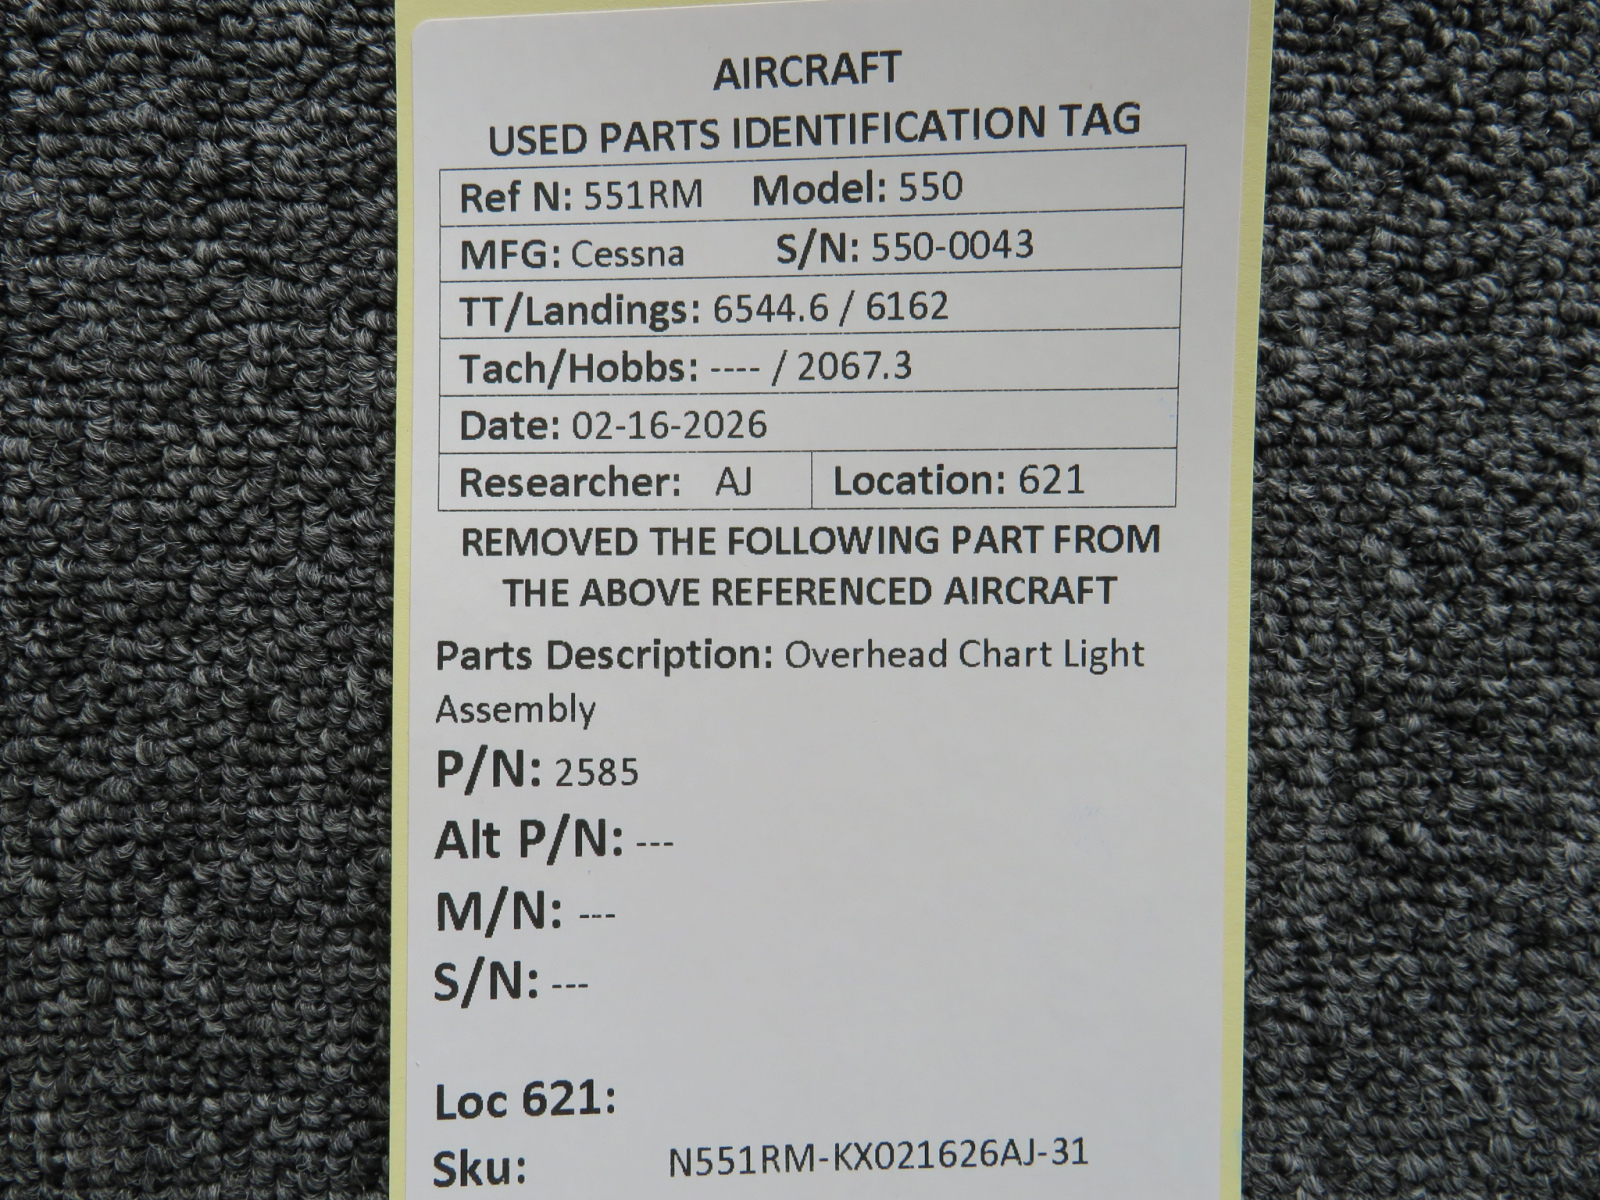 AIRCRAFT
USED PARTS IDENTIFICATION TAG
Ref N: 551RM Model: 550
MFG: Cessna S/N: 550-0043
TT/Landings: 6544.6 / 6162
Tach/Hobbs: ---- / 2067.3
Date: 02-16-2026
Researcher: AJ Location: 621
REMOVED THE FOLLOWING PART FROM
THE ABOVE REFERENCED AIRCRAFT
Parts Description: Overhead Chart Light
Assembly
P/N: 2585
Alt P/N: ---
M/N: ---
S/N: ---
Loc 621:
Sku: N551RM-KX021626AJ-31